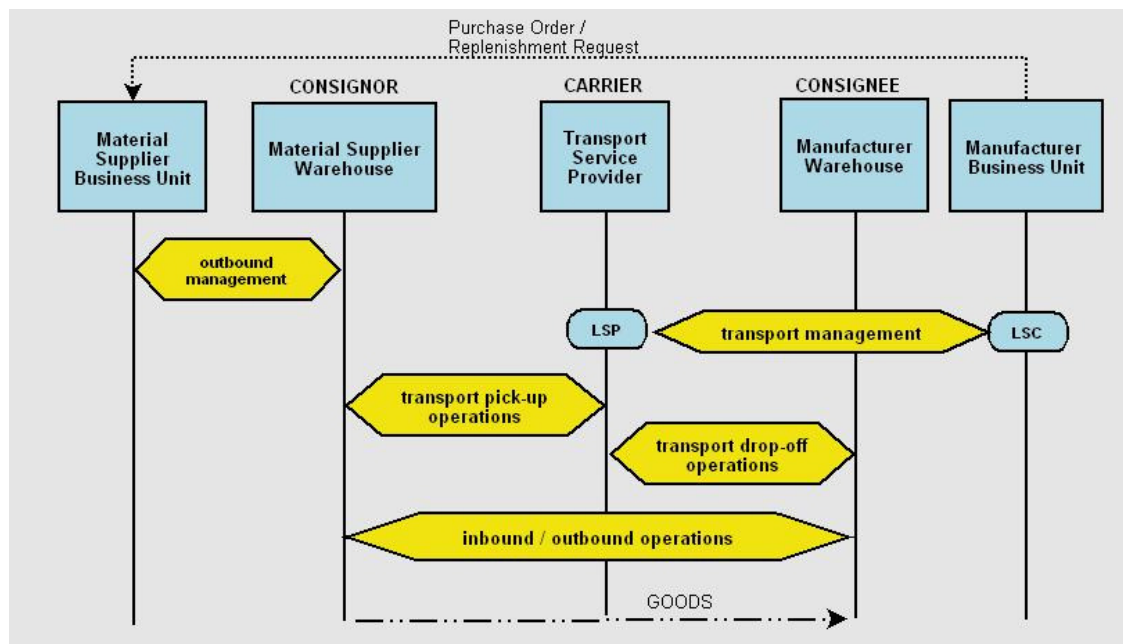 Purchase Order /
Replenishment Request
CONSIGNOR
CARRIER
CONSIGNEE
Material
Supplier
Business Unit
Material Supplier
Warehouse
Transport
Service
Provider
Manufacturer
Warehouse
Manufacturer
Business Unit
outbound
management
LSP
transport management
LSC
transport pick-up
operations
transport drop-off
operations
inbound / outbound operations
GOODS